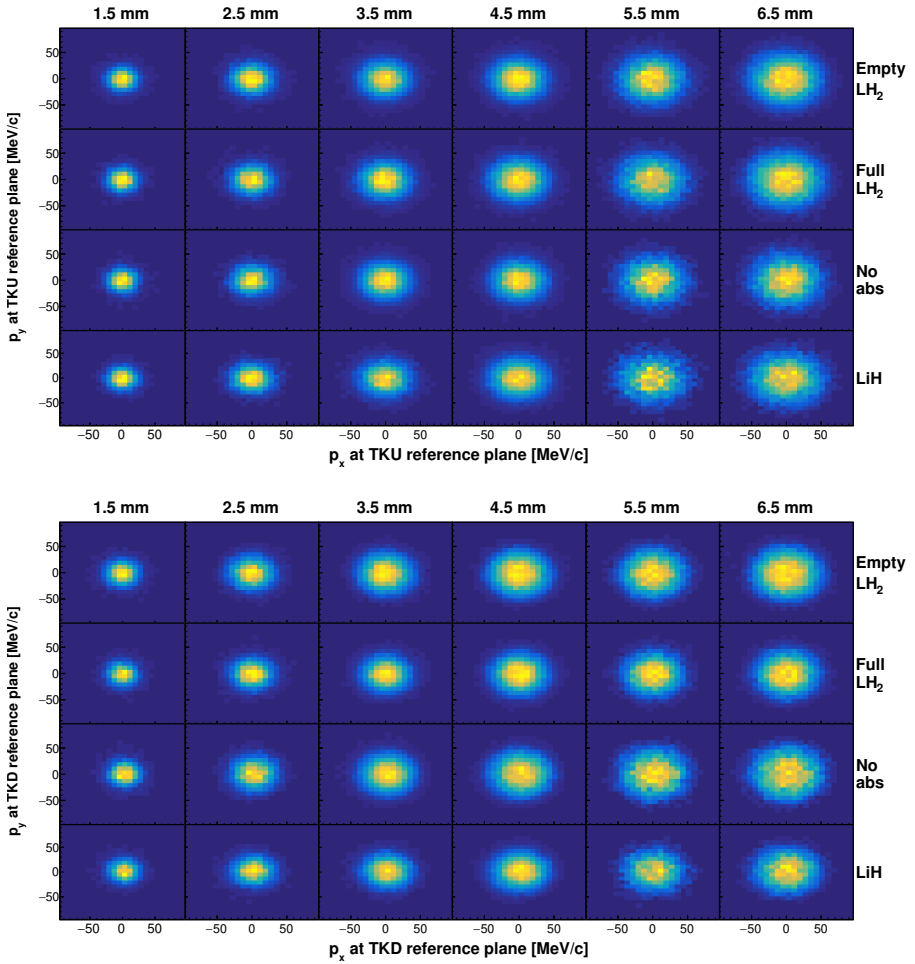 1.5 mm 2.5 mm 3.5 mm 4.5 mm 5.5 mm 6.5 mm
50
0
−50
Empty
LH2
50
0
−50
Full
LH2
50
0
−50
No
abs
50
0
−50
LiH
py at TKU reference plane [MeV/c]
−50 0 50 −50 0 50 −50 0 50 −50 0 50 −50 0 50 −50 0 50
px at TKU reference plane [MeV/c]
1.5 mm 2.5 mm 3.5 mm 4.5 mm 5.5 mm 6.5 mm
50
0
−50
Empty
LH2
50
0
−50
Full
LH2
50
0
−50
No
abs
50
0
−50
LiH
py at TKD reference plane [MeV/c]
−50 0 50 −50 0 50 −50 0 50 −50 0 50 −50 0 50 −50 0 50
px at TKD reference plane [MeV/c]